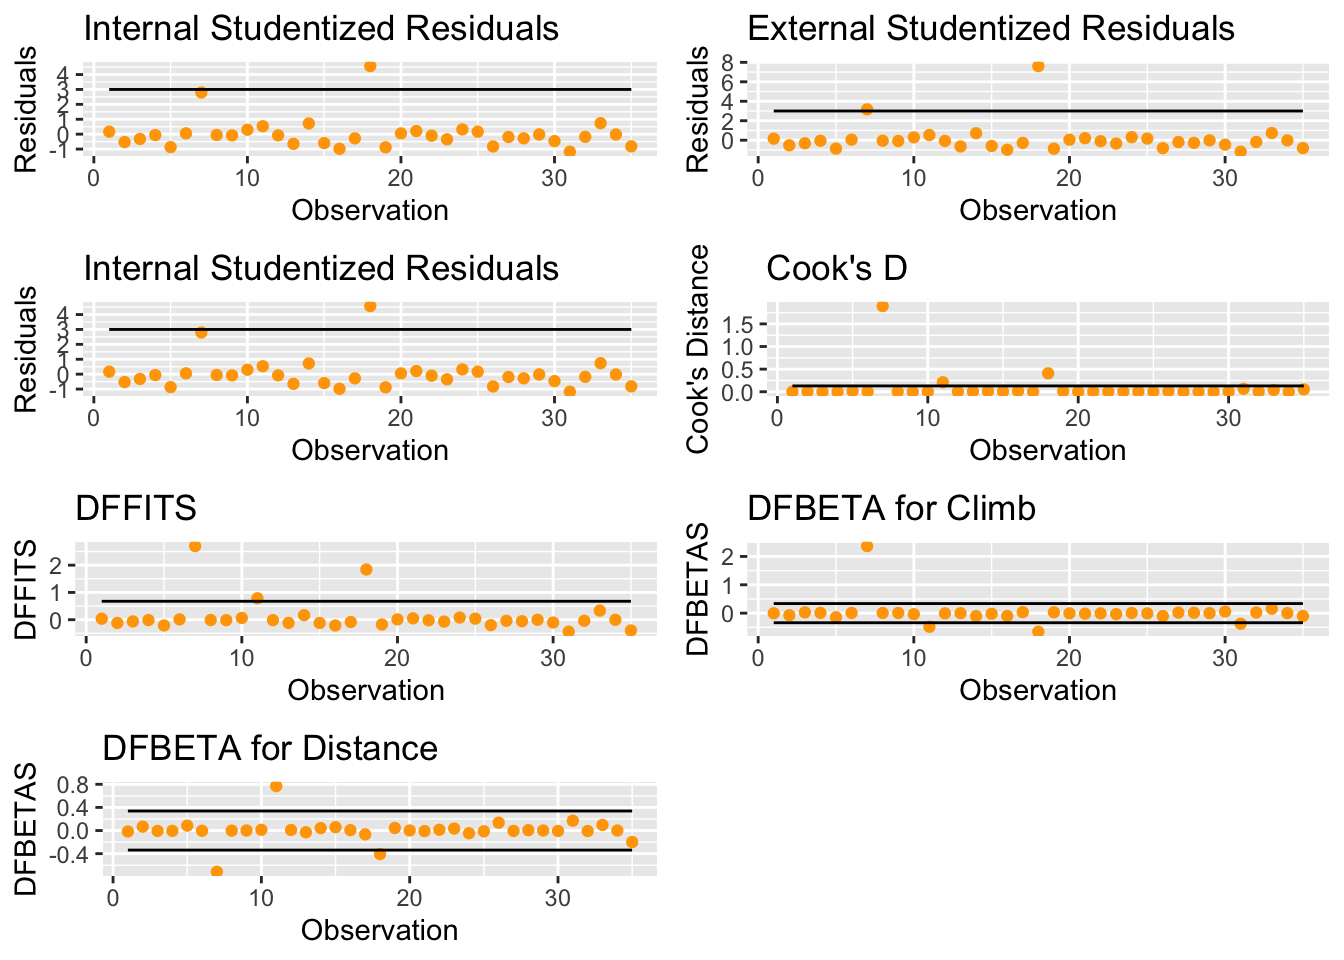 Internal Studentized Residuals
Residuals
4
3
2
1
0
-1
0
10
20
30
Observation
External Studentized Residuals
Residuals
8
6
4
2
0
0
10
20
30
Observation
Internal Studentized Residuals
Residuals
4
3
2
1
0
-1
0
10
20
30
Observation
Cook's D
Cook's Distance
1.5
1.0
0.5
0.0
0
10
20
30
Observation
DFFITS
DFFITS
2
1
0
0
10
20
30
Observation
DFBETA for Climb
DFBETAS
2
1
0
0
10
20
30
Observation
DFBETA for Distance
DFBETAS
0.8
0.4
0.0
-0.4
0
10
20
30
Observation